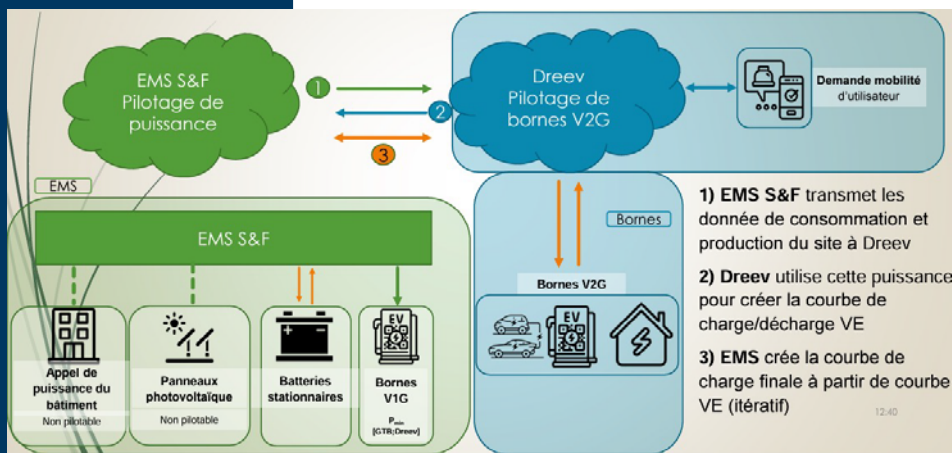 EMS S&F
Pilotage de
puissance
1
2
3
Dreev
Pilotage de
bornes V2G
Demande mobilité
d'utilisateur
EMS
EMS S&F
Appel de
puissance du
bâtiment
Non pilotable
Panneaux
photovoltaïque
Non pilotable
Batteries
stationnaires
EV
Bornes
V1G
Pmin
[GTB;Dreev]
Bornes
Bornes V2G
EV
1) EMS S&F transmet les
donnée de consommation et
production du site à Dreev
2) Dreev utilise cette puissance
pour créer la courbe de
charge/décharge VE
3) EMS crée la courbe de
charge finale à partir de courbe
VE (itératif)
12:40